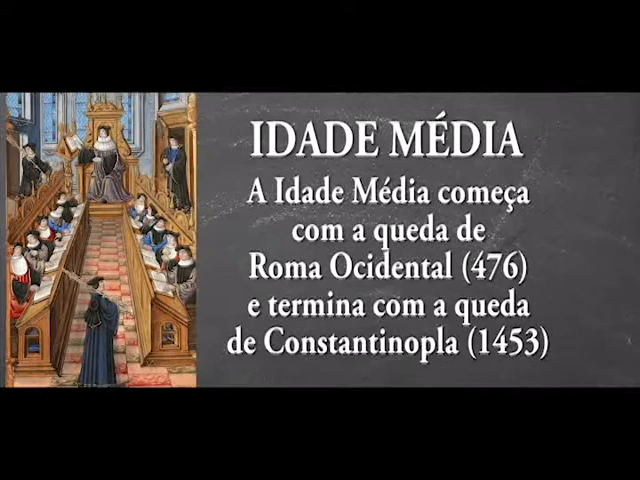 IDADE MÉDIA
A Idade Média começa
com a queda de
Roma Ocidental (476)
e termina com a queda
de Constantinopla (1453)